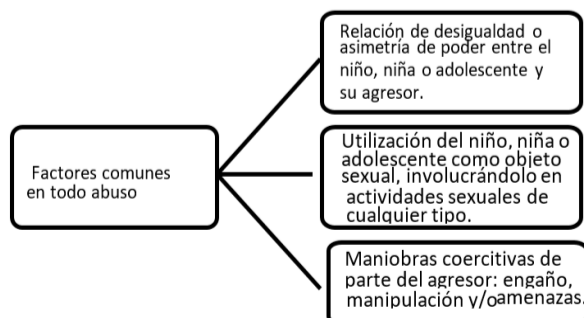 Relación de desigualdad o
asimetría de poder entre el
niño, niña o adolescente y
su agresor.
Factores comunes
en todo abuso
Utilización del niño, niña o
adolescente como objeto
sexual, involucrándolo en
actividades sexuales de
cualquier tipo.
Maniobras coercitivas de
parte del agresor: engaño,
manipulación y/o amenazas.